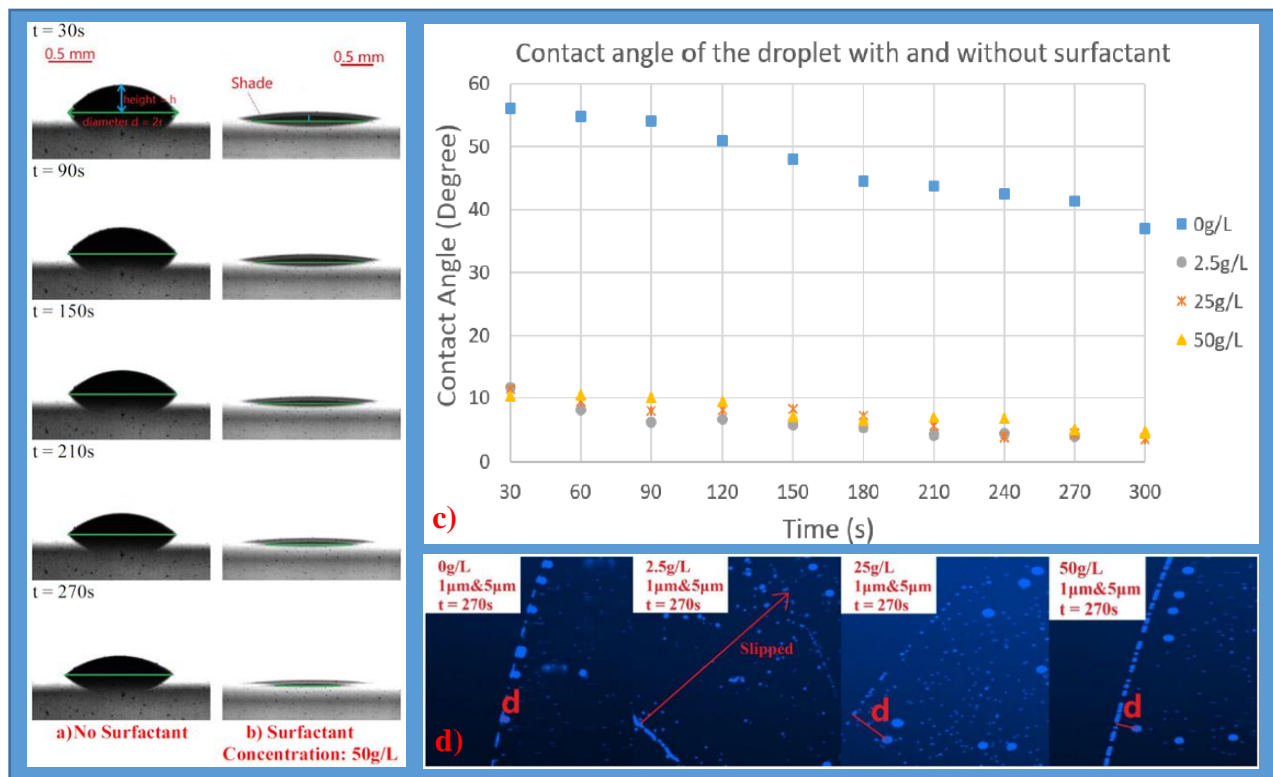 t = 30s
0.5 mm
0.5 mm
height = h
diameter d = 2r
Shade
t = 90s
t = 150s
t = 210s
t = 270s
a)No Surfactant
b) Surfactant
Concentration: 50g/L
Contact angle of the droplet with and without surfactant
Contact Angle (Degree)
60
50
40
30
20
10
0
30 60 90 120 150 180 210 240 270 300
Time (s)
0g/L
2.5g/L
25g/L
50g/L
c)
0g/L
1µm&5µm
t = 270s
d
2.5g/L
1µm&5µm
t = 270s
Slipped
25g/L
1µm&5µm
t = 270s
d
50g/L
1µm&5µm
t = 270s
d
d)